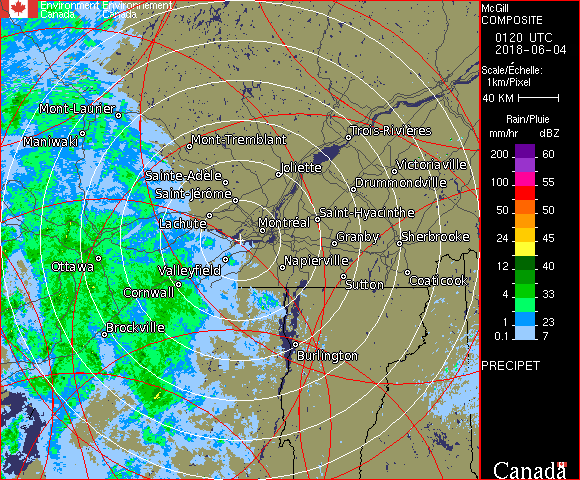 Environment Environnement
Canada Canada
McGill
COMPOSITE
0120 UTC
2018-06-04
Scale/Échelle:
1km/Pixel
40 KM
Rain/Pluie
mm/hr dBZ
200 60
100 55
50 50
24 45
12 40
4 33
1 23
0.1 7
PRECIPET
Mont-Laurier
Maniwaki
Mont-Tremblant
Trois-Rivières
Joliette
Victoriaville
Sainte-Adèle
Drummondville
Saint-Jérôme
Lachute
Saint-Hyacinthe
Montréal
Granby
Sherbrooke
Ottawa
Valleyfield
Napierville
Cornwall
Sutton
Coaticook
Brockville
Burlington
Canada